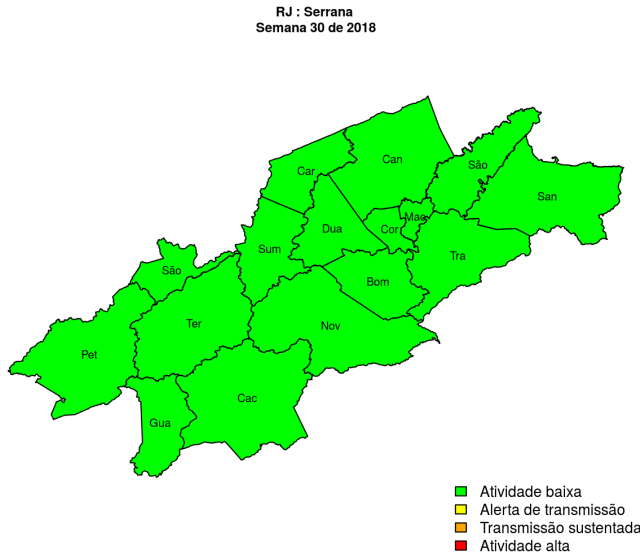 RJ : Serrana
Semana 30 de 2018
Can
São
Car
San
Mac
Dua
Cor
Sum
Tra
São
Bom
Ter
Nov
Pet
Cac
Gua
Atividade baixa
Alerta de transmissão
Transmissão sustentada
Atividade alta